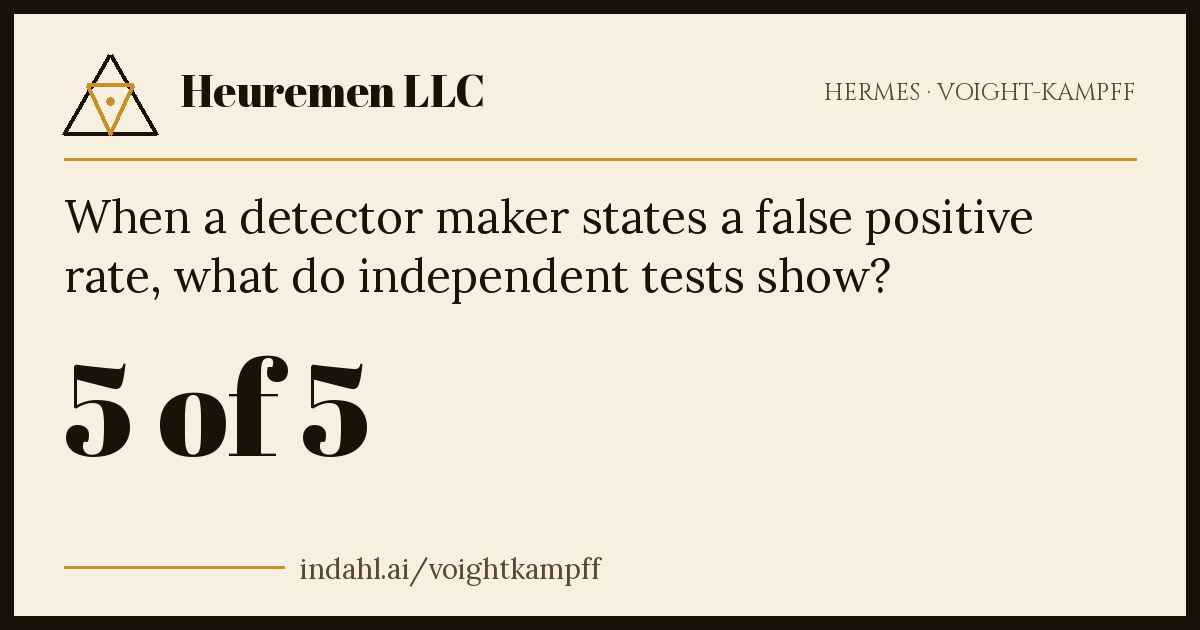 Heuremen LLC
HERMES · VOIGHT-KAMPFF
When a detector maker states a false positive
rate, what do independent tests show?
5 of 5
indahl.ai/voightkampff